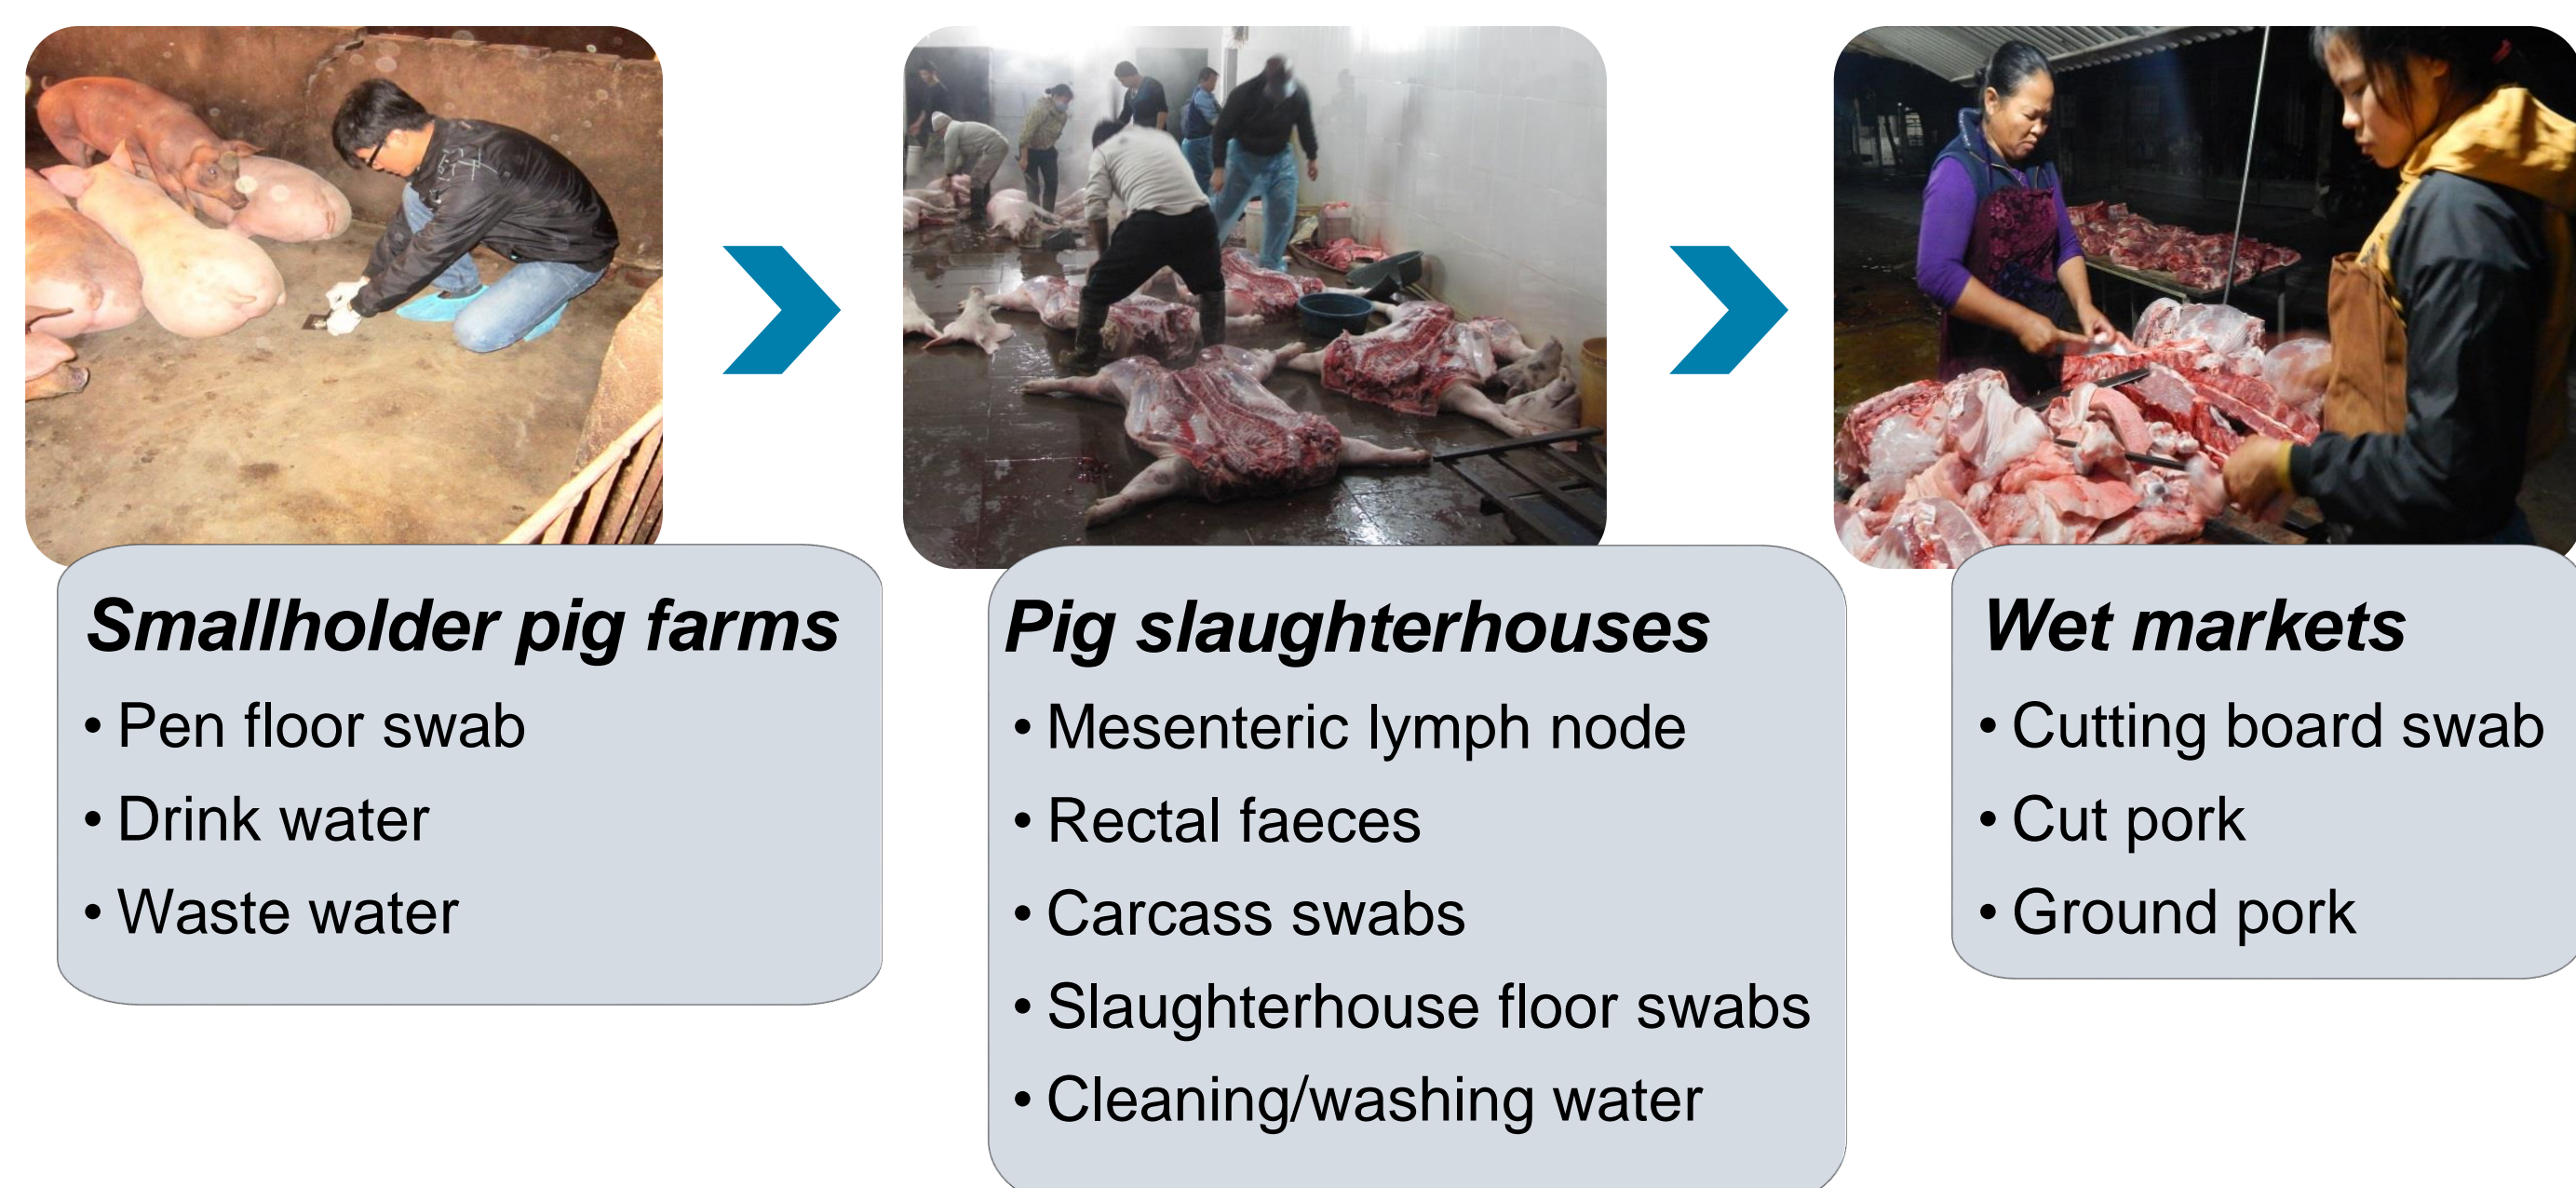 Smallholder pig farms
• Pen floor swab
• Drink water
• Waste water
Pig slaughterhouses
• Mesenteric lymph node
• Rectal faeces
• Carcass swabs
• Slaughterhouse floor swabs
• Cleaning/washing water
Wet markets
• Cutting board swab
• Cut pork
• Ground pork